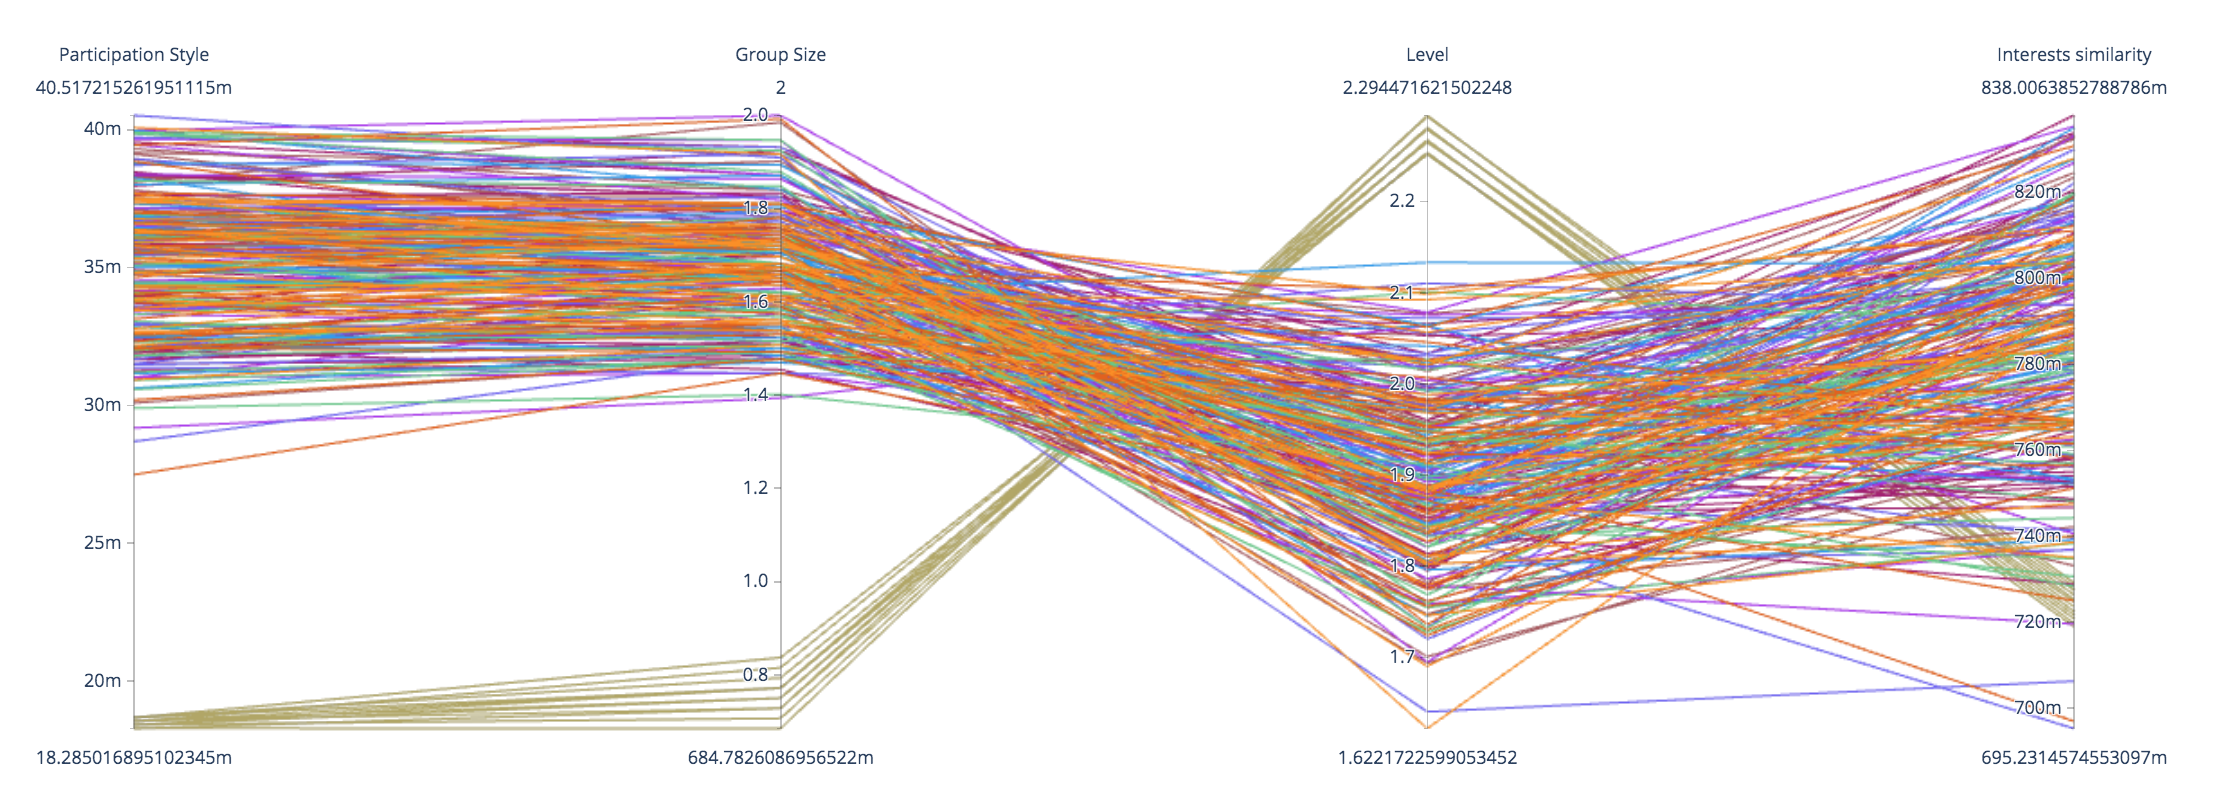 Participation Style
40.517215261951115m
40m
35m
30m
25m
20m
18.285016895102345m
Group Size
2
2.0
1.8
1.6
1.4
1.2
1.0
0.8
684.7826086956522m
Level
2.294471621502248
2.2
2.1
2.0
1.9
1.8
1.7
1.6221722599053452
Interests similarity
838.0063852788786m
820m
800m
780m
760m
740m
720m
700m
695.2314574553097m